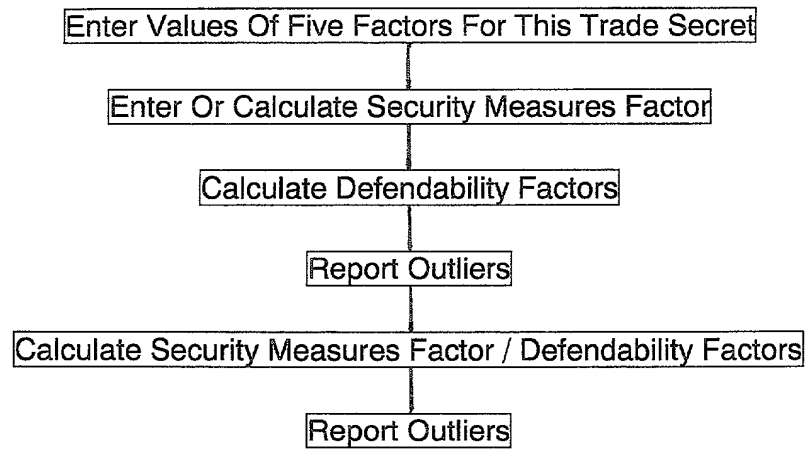 Enter Values Of Five Factors For This Trade Secret
Enter Or Calculate Security Measures Factor
Calculate Defendability Factors
Report Outliers
Calculate Security Measures Factor / Defendability Factors
Report Outliers